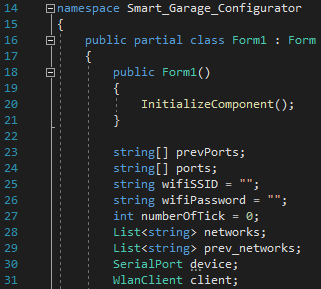 14 namespace Smart_Garage_Configurator
15 {
16 public partial class Form1 : Form
17 {
18 public Form1()
19 {
20 InitializeComponent();
21 }
22
23 string[] prevPorts;
24 string[] ports;
25 string wifiSSID = "";
26 string wifiPassword = "";
27 int numberOfTick = 0;
28 List<string> networks;
29 List<string> prev_networks;
30 SerialPort device;
31 WlanClient client;